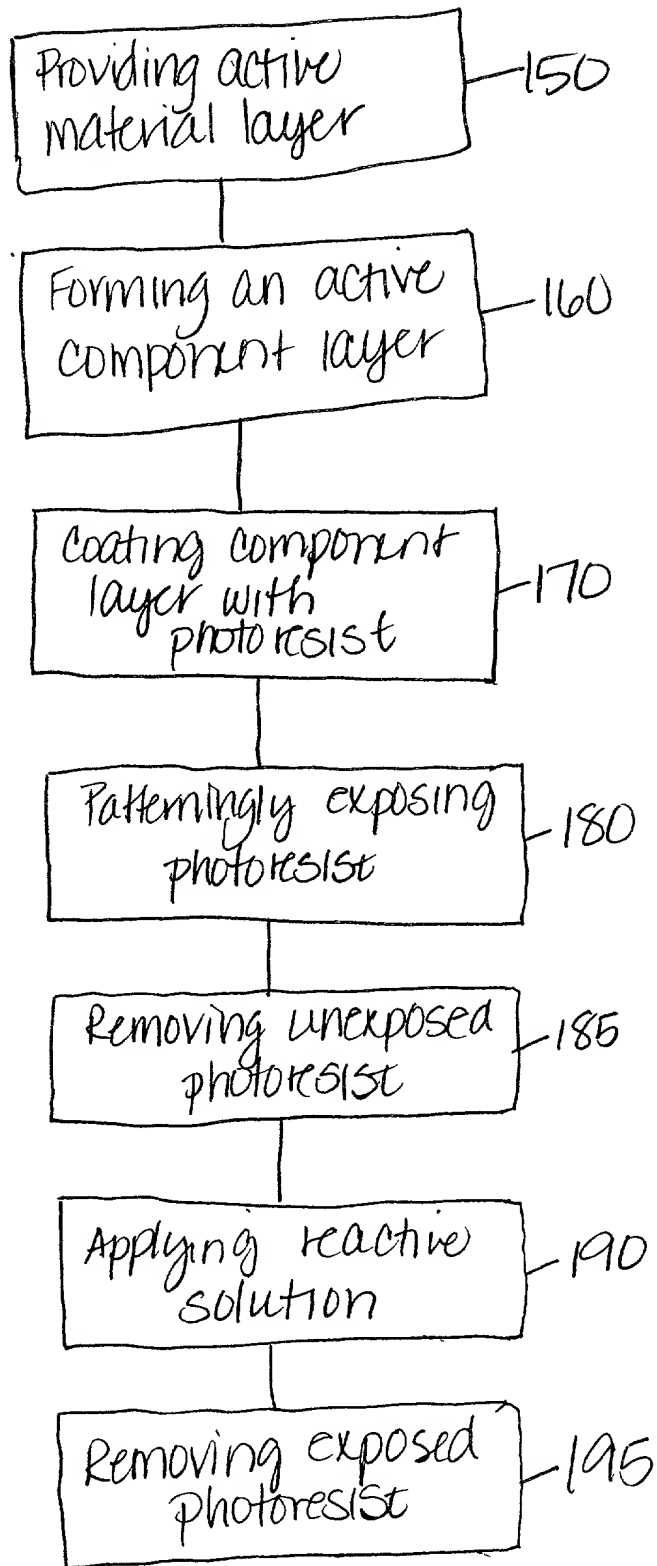 Providing active
material layer
150
Forming an active
component layer
160
Coating component
layer with
photoresist
170
Patterningly exposing
photoresist
180
Removing unexposed
photoresist
185
Applying reactive
solution
190
Removing exposed
photoresist
195